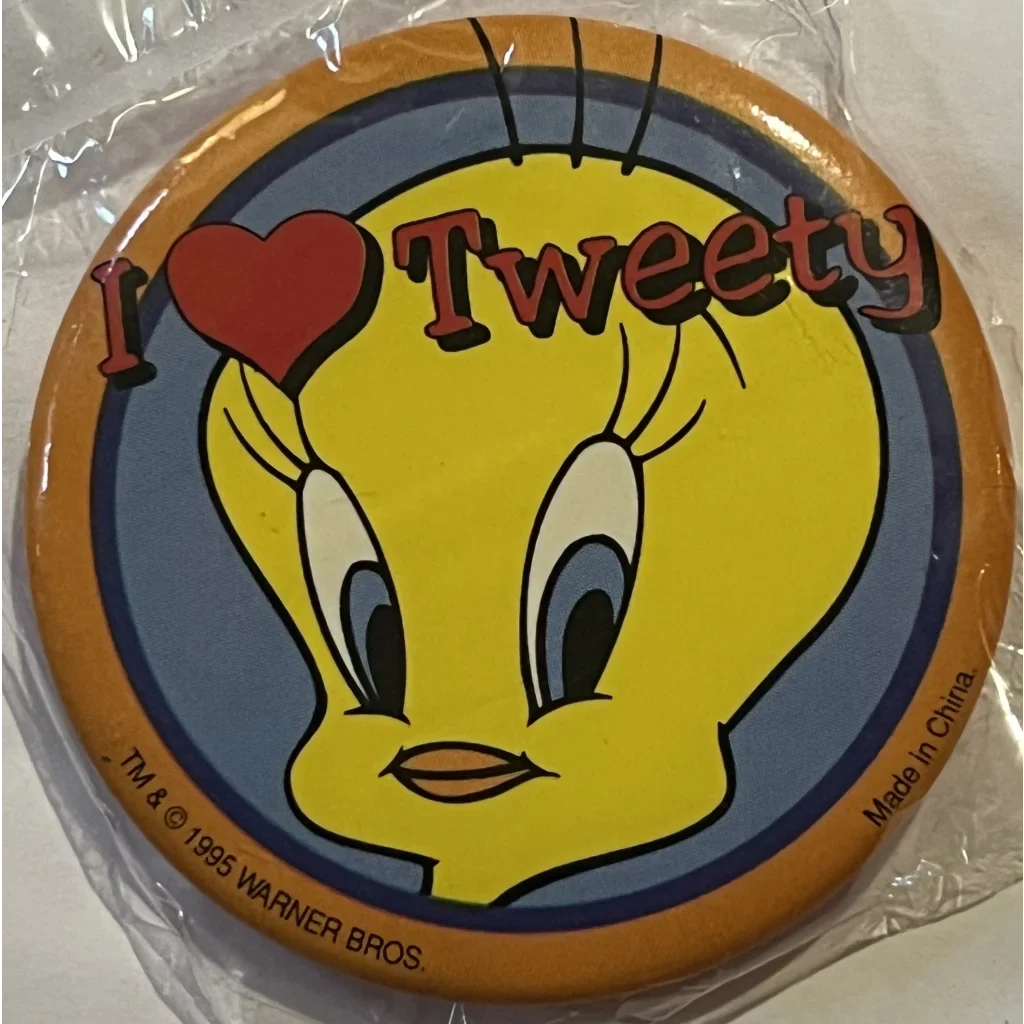 I ❤ Tweety
TM & © 1995 WARNER BROS.
Made In China.